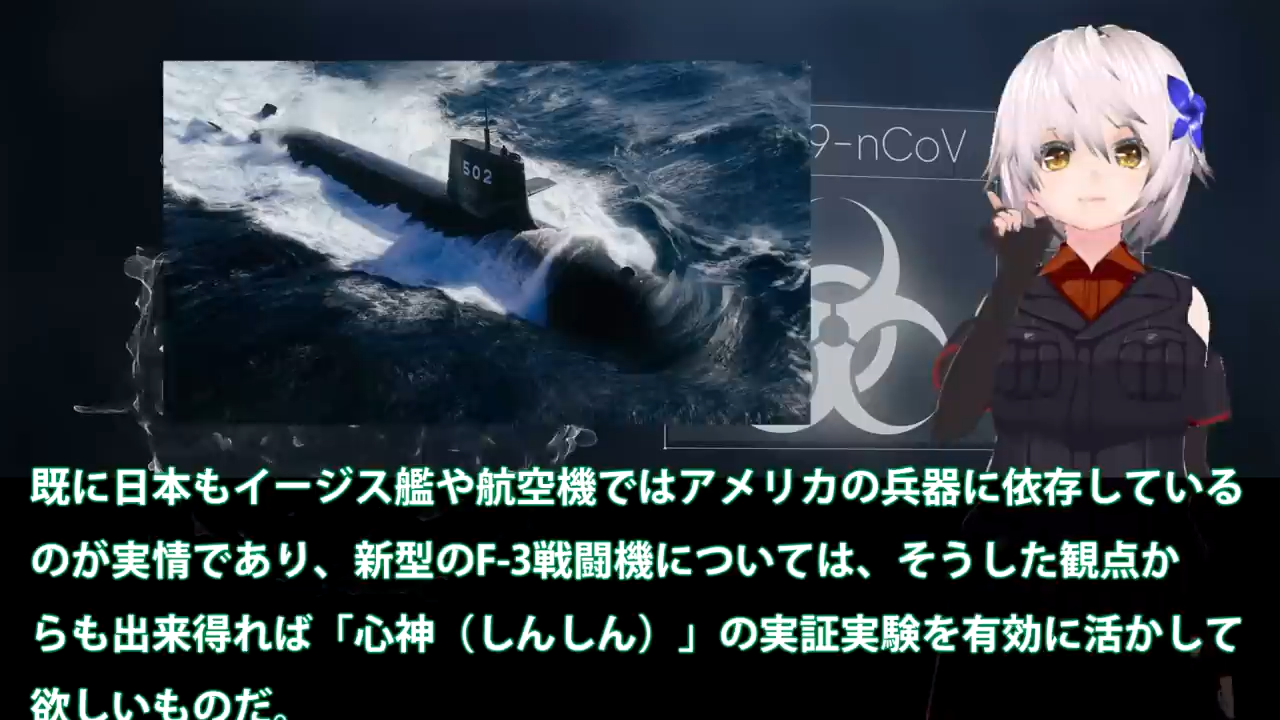 9-nCoV
502
既に日本もイージス艦や航空機ではアメリカの兵器に依存している
のが実情であり、新型のF-3戦闘機については、そうした観点か
らも出来得れば「心神（しんしん）」の実証実験を有効に活かして
欲しいものだ。